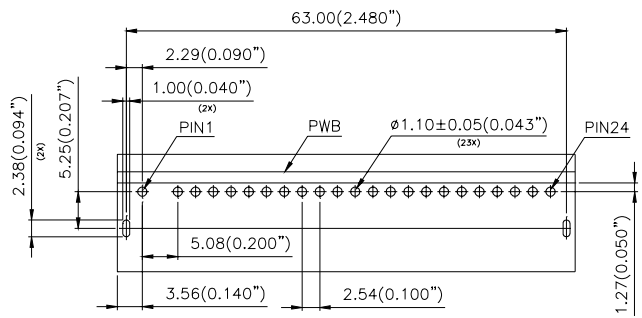 63.00(2.480")
2.29(0.090")
1.00(0.040")
(2X)
PIN1
PWB
ø1.10±0.05(0.043")
(23X)
PIN24
2.38(0.094")
(2X)
5.25(0.207")
5.08(0.200")
3.56(0.140")
2.54(0.100")
1.27(0.050")